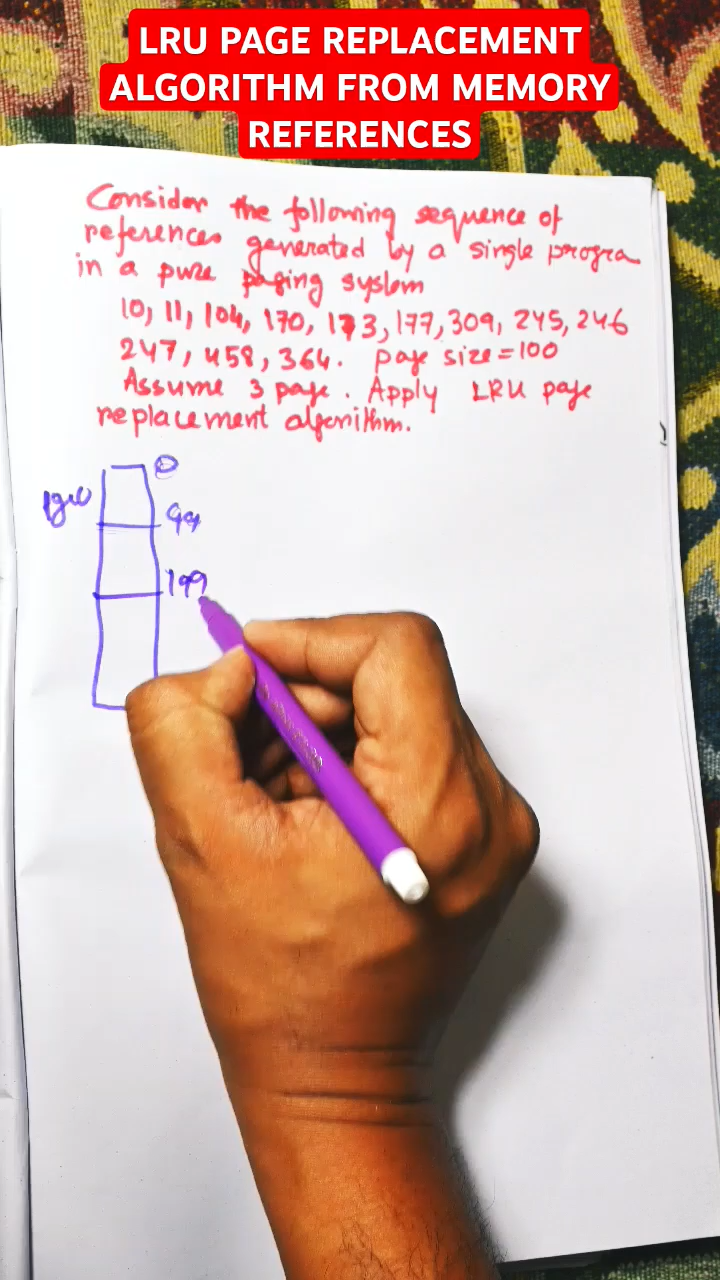 LRU PAGE REPLACEMENT
ALGORITHM FROM MEMORY
REFERENCES
Consider the following sequence of
references generated by a single progra
in a pure paging system
10, 11, 104, 170, 173, 177, 309, 245, 246
247, 458, 364. page size=100
Assume 3 page. Apply LRU page
replacement algorithm.
0
99
199